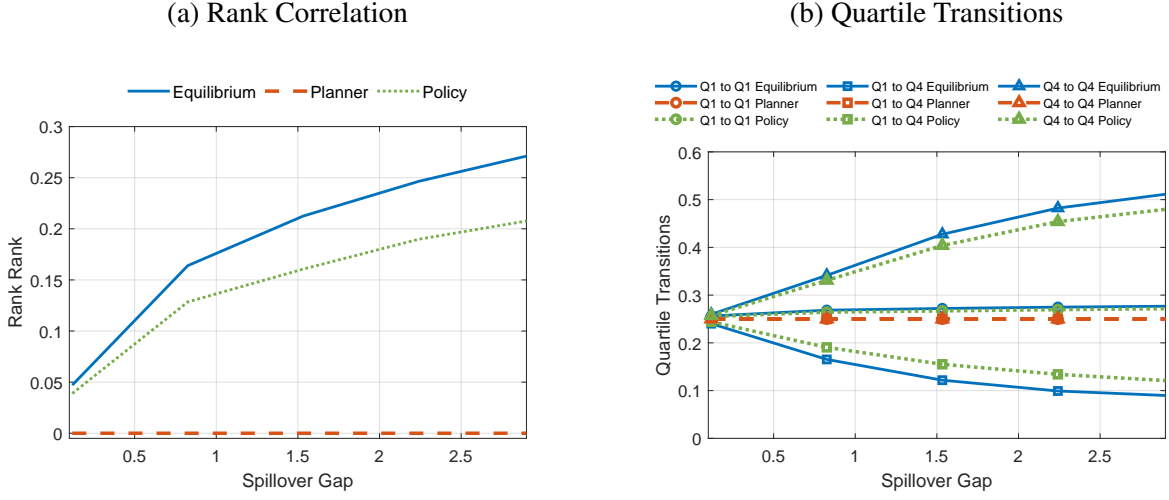 (a) Rank Correlation
Equilibrium Planner Policy
0.3
0.25
0.2
0.15
0.1
0.05
0
Rank Rank
0.5 1 1.5 2 2.5
Spillover Gap
(b) Quartile Transitions
Q1 to Q1 Equilibrium Q1 to Q4 Equilibrium Q4 to Q4 Equilibrium
Q1 to Q1 Planner Q1 to Q4 Planner Q4 to Q4 Planner
Q1 to Q1 Policy Q1 to Q4 Policy Q4 to Q4 Policy
0.6
0.5
0.4
0.3
0.2
0.1
0
Quartile Transitions
0.5 1 1.5 2 2.5
Spillover Gap